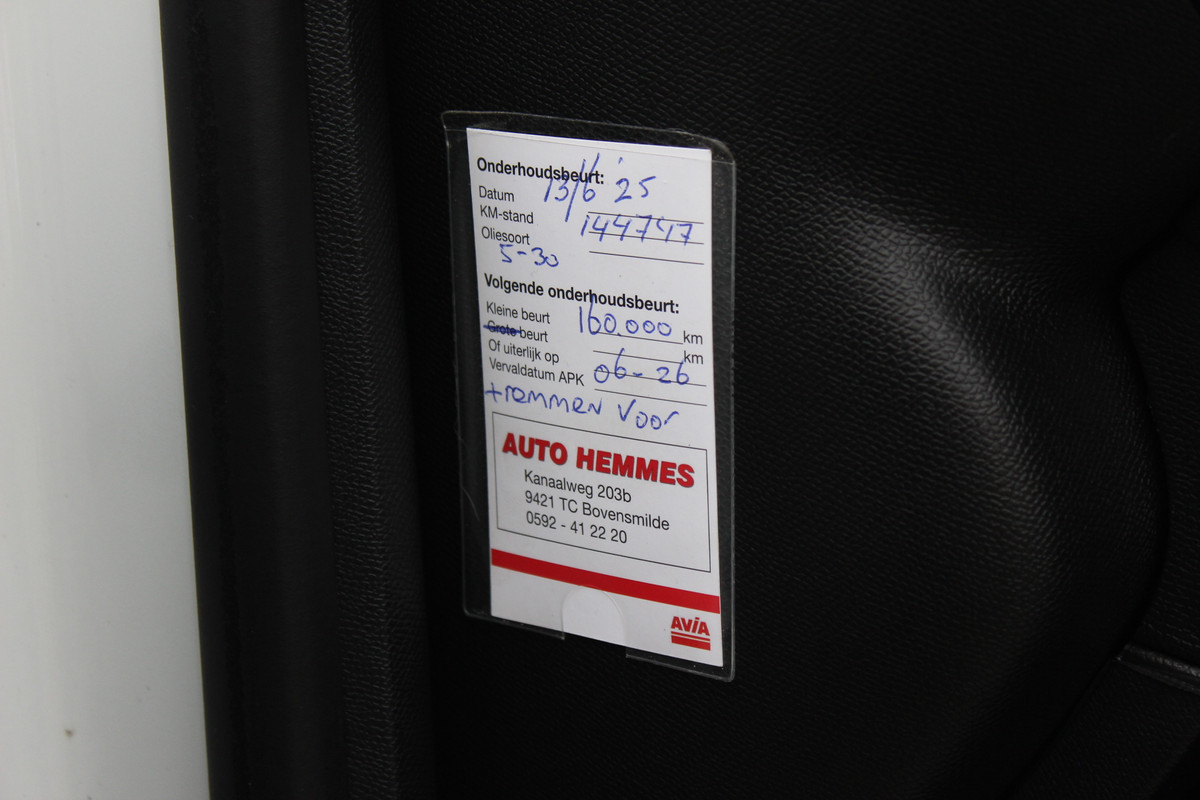 Onderhoudsbeurt:
Datum 13/6 '25
KM-stand 144747
Oliesoort
5-30
Volgende onderhoudsbeurt:
Kleine beurt 160.000 km
Grote beurt km
Of uiterlijk op 06-26
Vervaldatum APK
+remmen voor
AUTO HEMMES
Kanaalweg 203b
9421 TC Bovensmilde
0592 - 41 22 20
AVIA